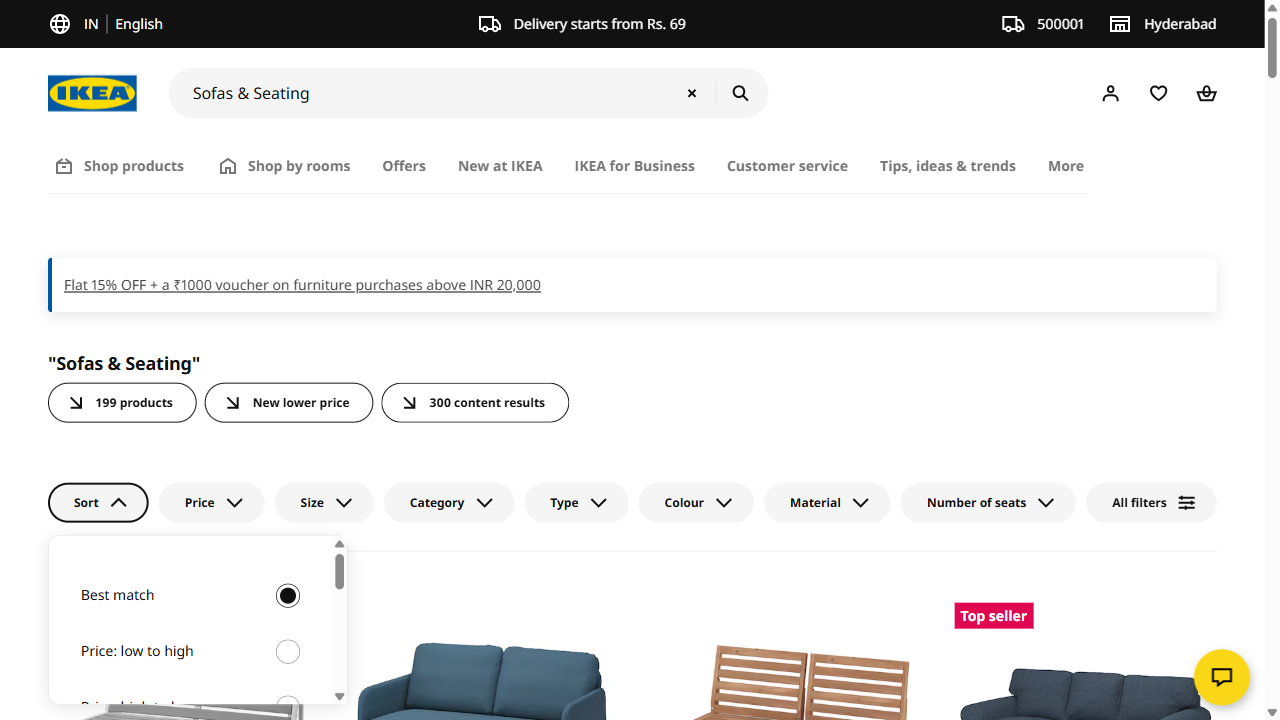 IN English
Delivery starts from Rs. 69
500001
Hyderabad
IKEA
Sofas & Seating
Shop products
Shop by rooms
Offers
New at IKEA
IKEA for Business
Customer service
Tips, ideas & trends
More
Flat 15% OFF + a ₹1000 voucher on furniture purchases above INR 20,000
"Sofas & Seating"
199 products
New lower price
300 content results
Sort
Price
Size
Category
Type
Colour
Material
Number of seats
All filters
Best match
Price: low to high
Top seller